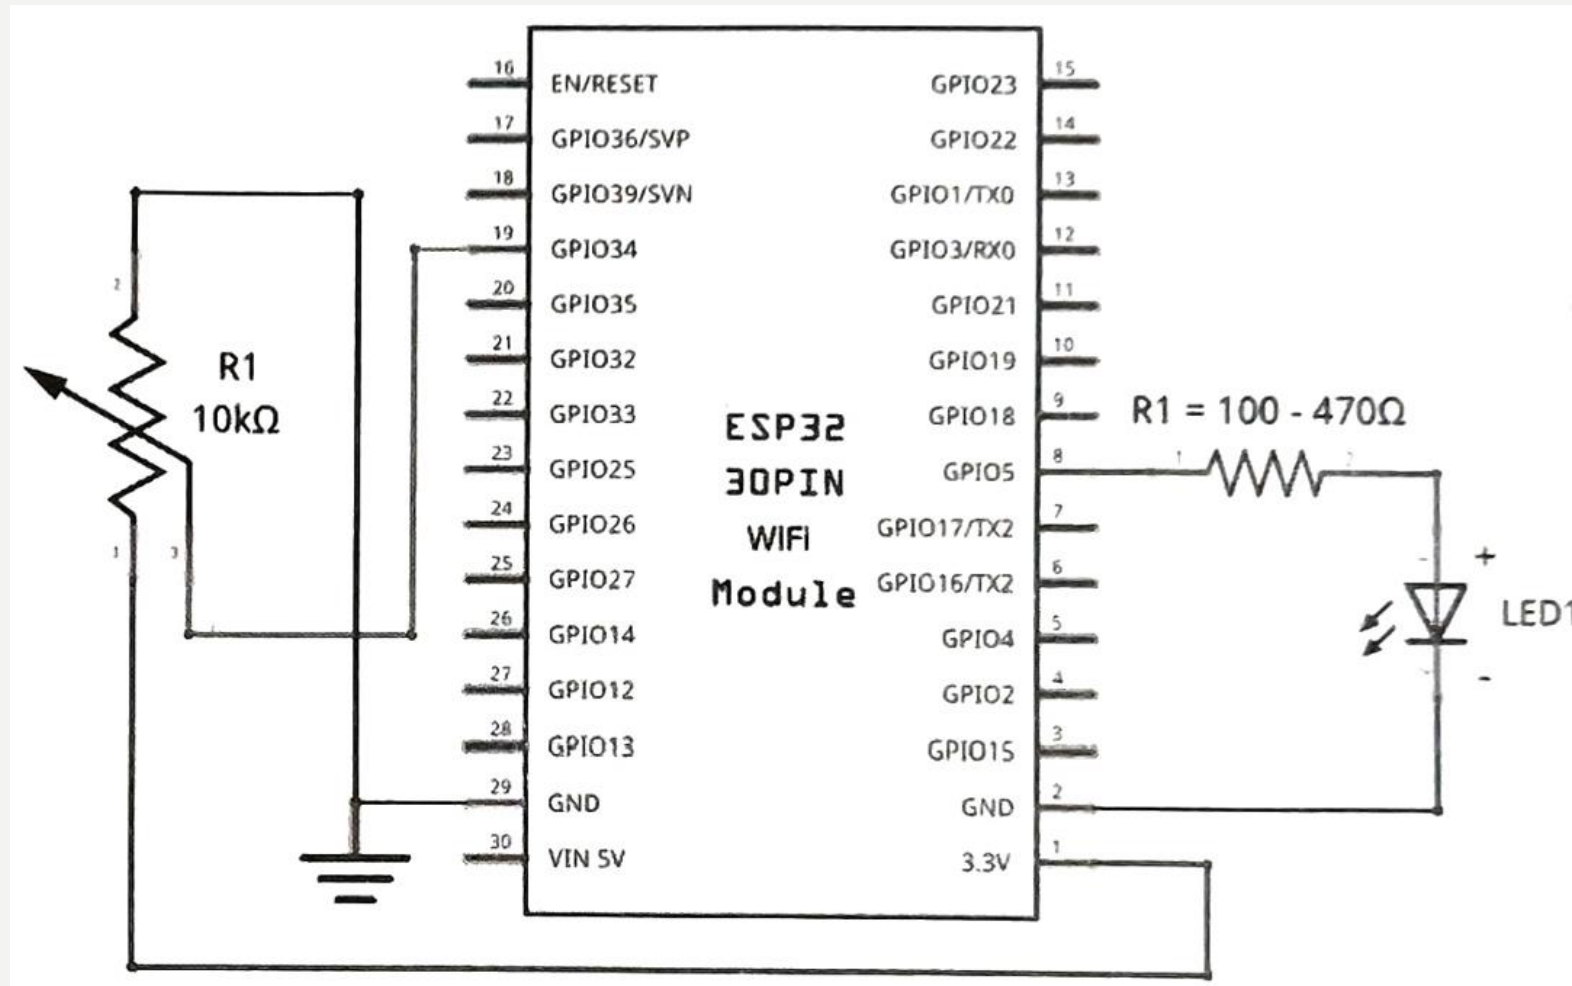 16 EN/RESET
17 GPIO36/SVP
18 GPIO39/SVN
19 GPIO34
20 GPIO35
21 GPIO32
22 GPIO33
23 GPIO25
24 GPIO26
25 GPIO27
26 GPIO14
27 GPIO12
28 GPIO13
29 GND
30 VIN 5V
GPIO23 15
GPIO22 14
GPIO1/TX0 13
GPIO3/RX0 12
GPIO21 11
GPIO19 10
GPIO18 9
GPIO5 8
GPIO17/TX2 7
GPIO16/TX2 6
GPIO4 5
GPIO2 4
GPIO15 3
GND 2
3.3V 1
ESP32
30PIN
WIFI
Module
2
R1
10kΩ
1 3
R1 = 100 - 470Ω
1 2
+
LED1
-